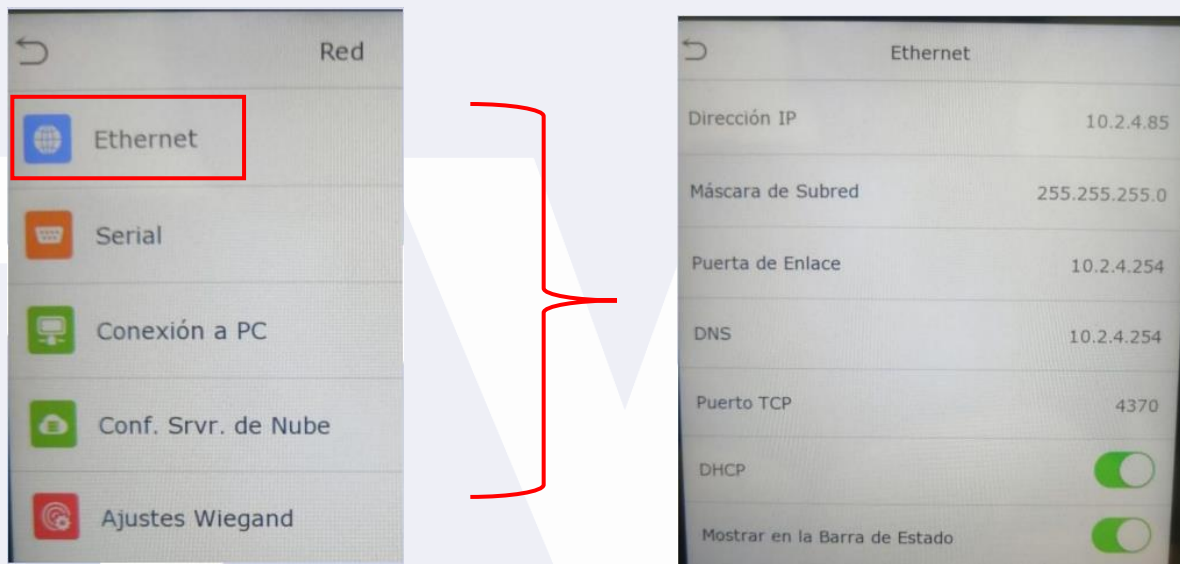 Red
Ethernet
Serial
Conexión a PC
Conf. Srvr. de Nube
Ajustes Wiegand
Ethernet
Dirección IP 10.2.4.85
Máscara de Subred 255.255.255.0
Puerta de Enlace 10.2.4.254
DNS 10.2.4.254
Puerto TCP 4370
DHCP
Mostrar en la Barra de Estado